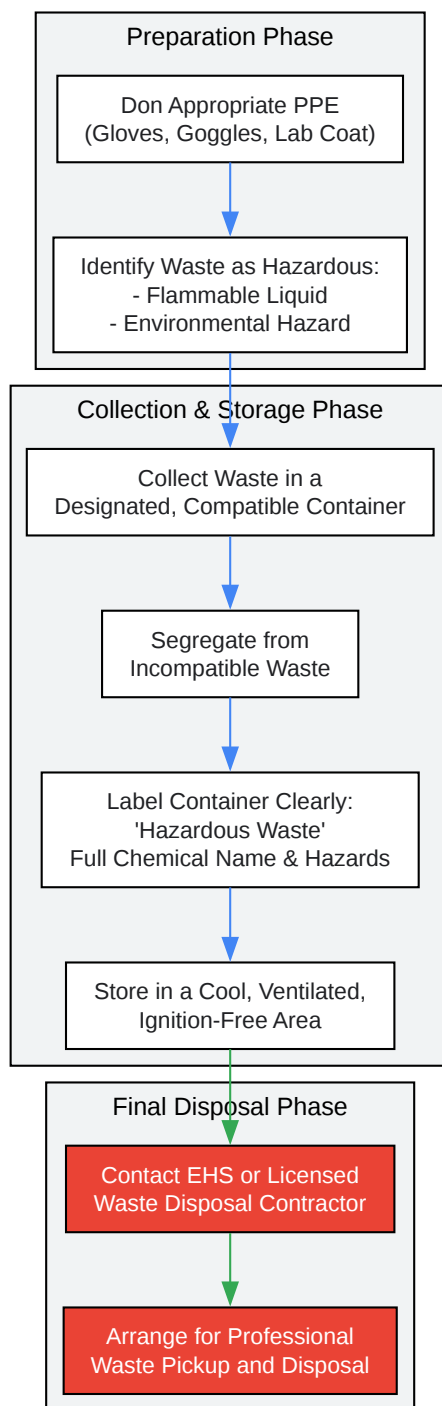 Preparation Phase
Don Appropriate PPE
(Gloves, Goggles, Lab Coat)
Identify Waste as Hazardous:
- Flammable Liquid
- Environmental Hazard
Collection & Storage Phase
Collect Waste in a
Designated, Compatible Container
Segregate from
Incompatible Waste
Label Container Clearly:
'Hazardous Waste'
Full Chemical Name & Hazards
Store in a Cool, Ventilated,
Ignition-Free Area
Final Disposal Phase
Contact EHS or Licensed
Waste Disposal Contractor
Arrange for Professional
Waste Pickup and Disposal